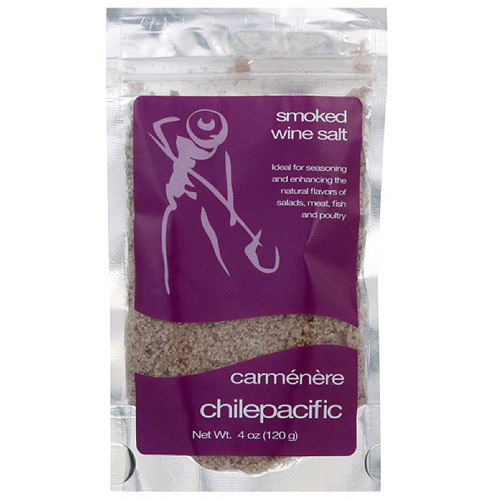 smoked
wine salt
Ideal for seasoning
and enhancing the
natural flavors of
salads, meat, fish
and poultry
carménère
chilepacific
Net Wt. 4 oz (120 g)